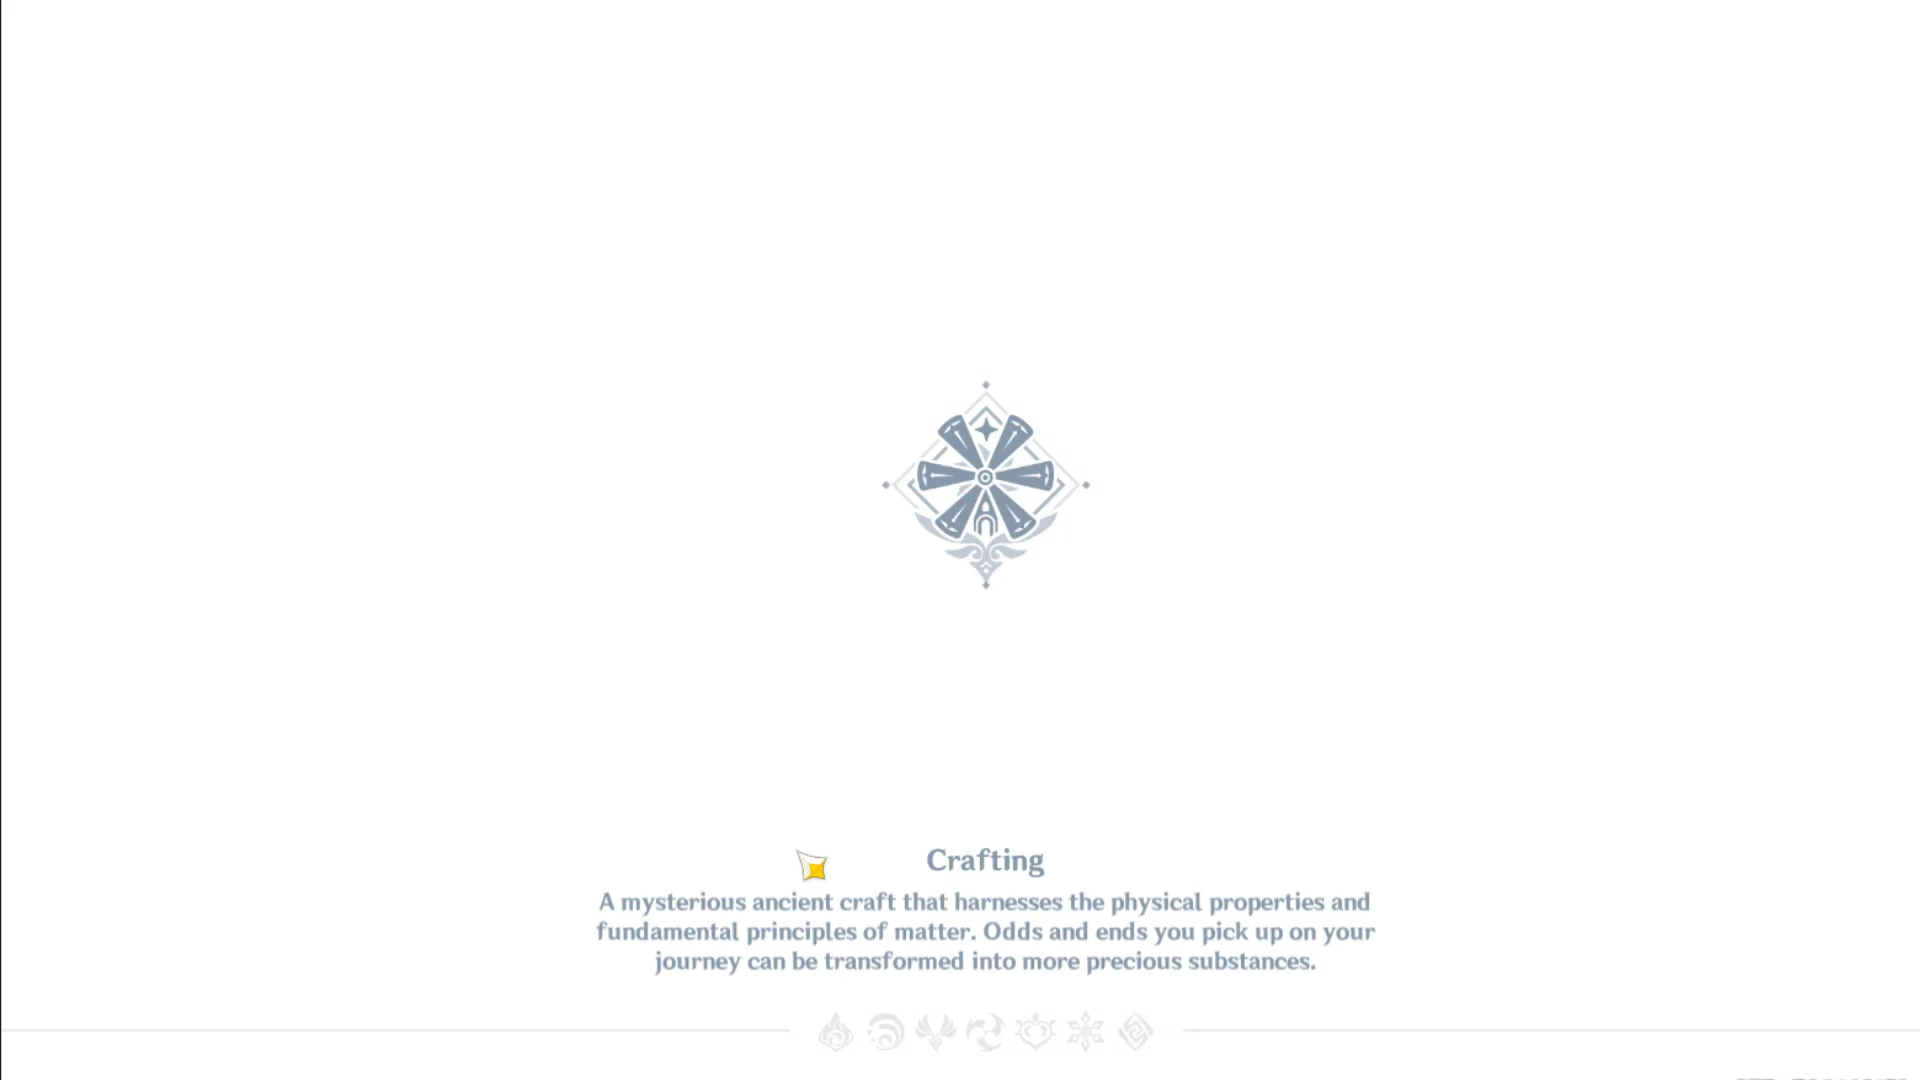 Crafting
A mysterious ancient craft that harnesses the physical properties and
fundamental principles of matter. Odds and ends you pick up on your
journey can be transformed into more precious substances.